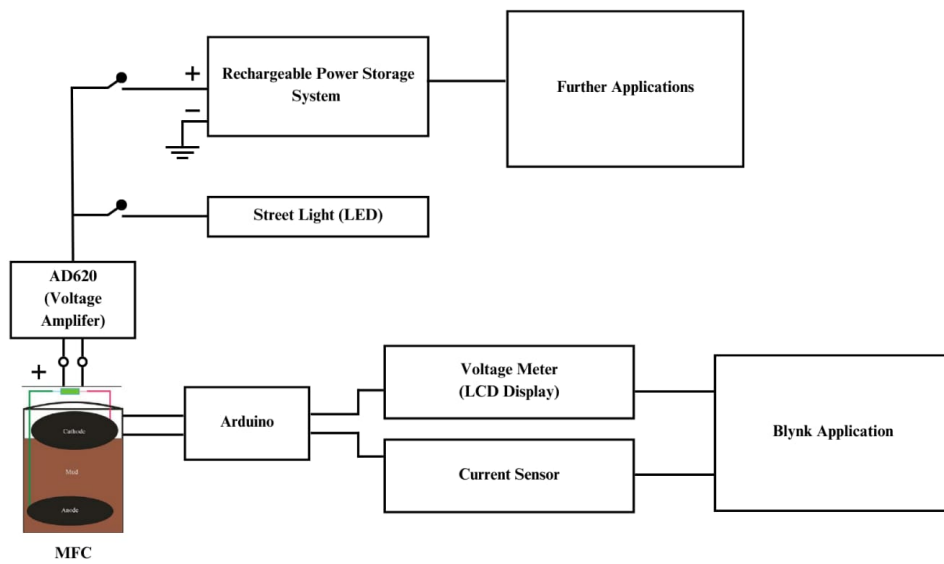 +
Rechargeable Power Storage
System
−
Further Applications
Street Light (LED)
AD620
(Voltage
Amplifer)
+
Voltage Meter
(LCD Display)
Arduino
Current Sensor
Blynk Application
Cathode
Mud
Anode
MFC